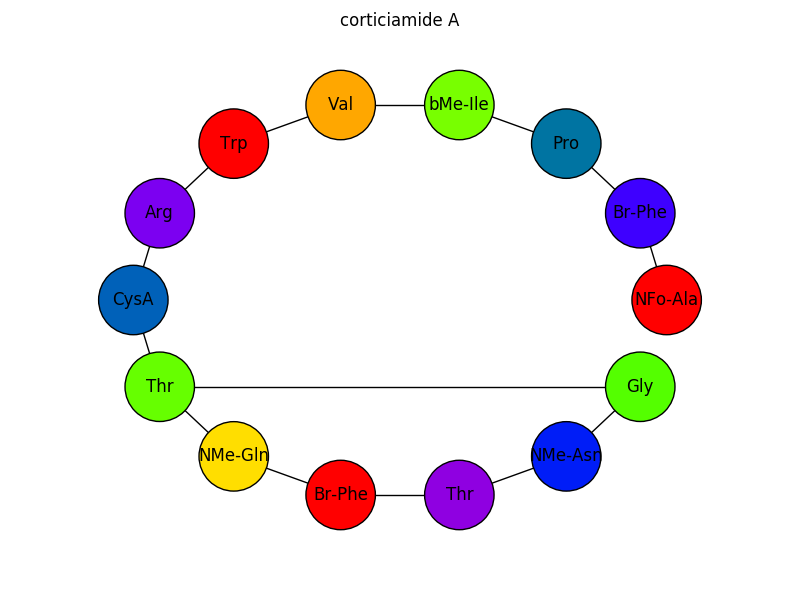 corticiamide A
Val
bMe-Ile
Trp
Pro
Arg
Br-Phe
CysA
NFo-Ala
Thr
Gly
NMe-Gln
NMe-Asn
Br-Phe
Thr